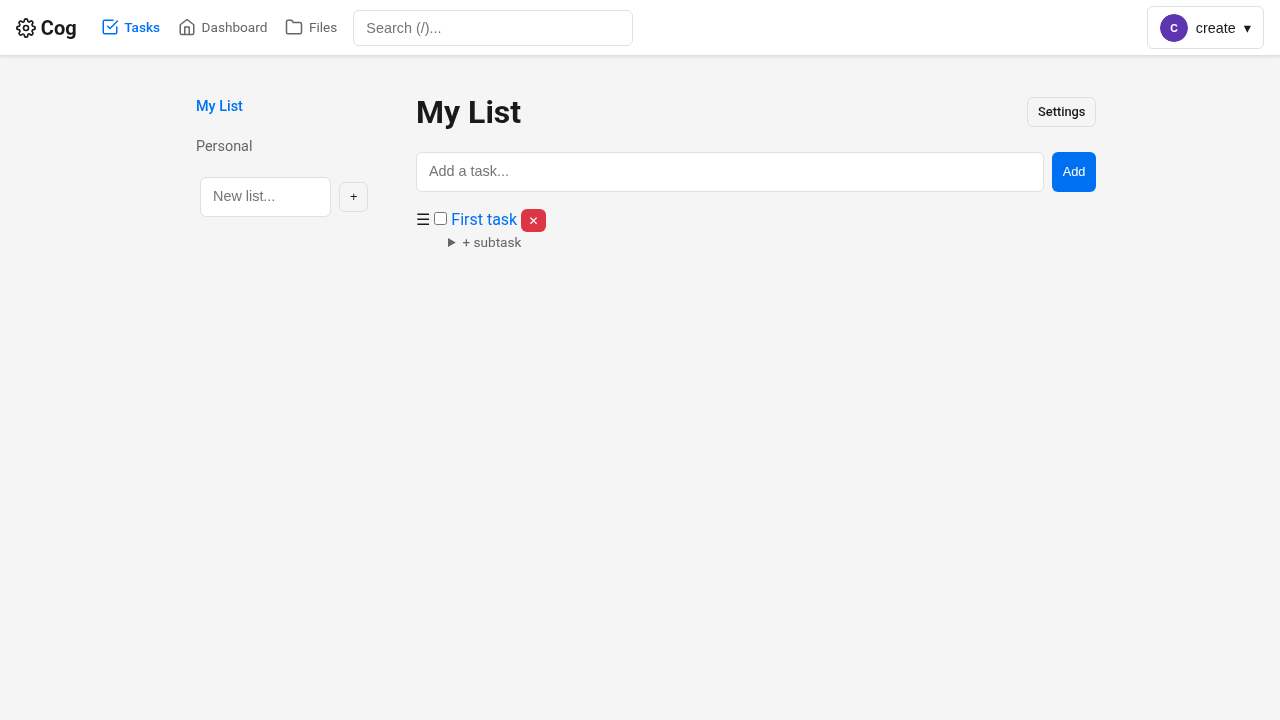 Cog
Tasks
Dashboard
Files
Search (/)...
C
create ▾
My List
Personal
New list...
+
My List
Settings
Add a task...
Add
☰ First task ✕
▶ + subtask